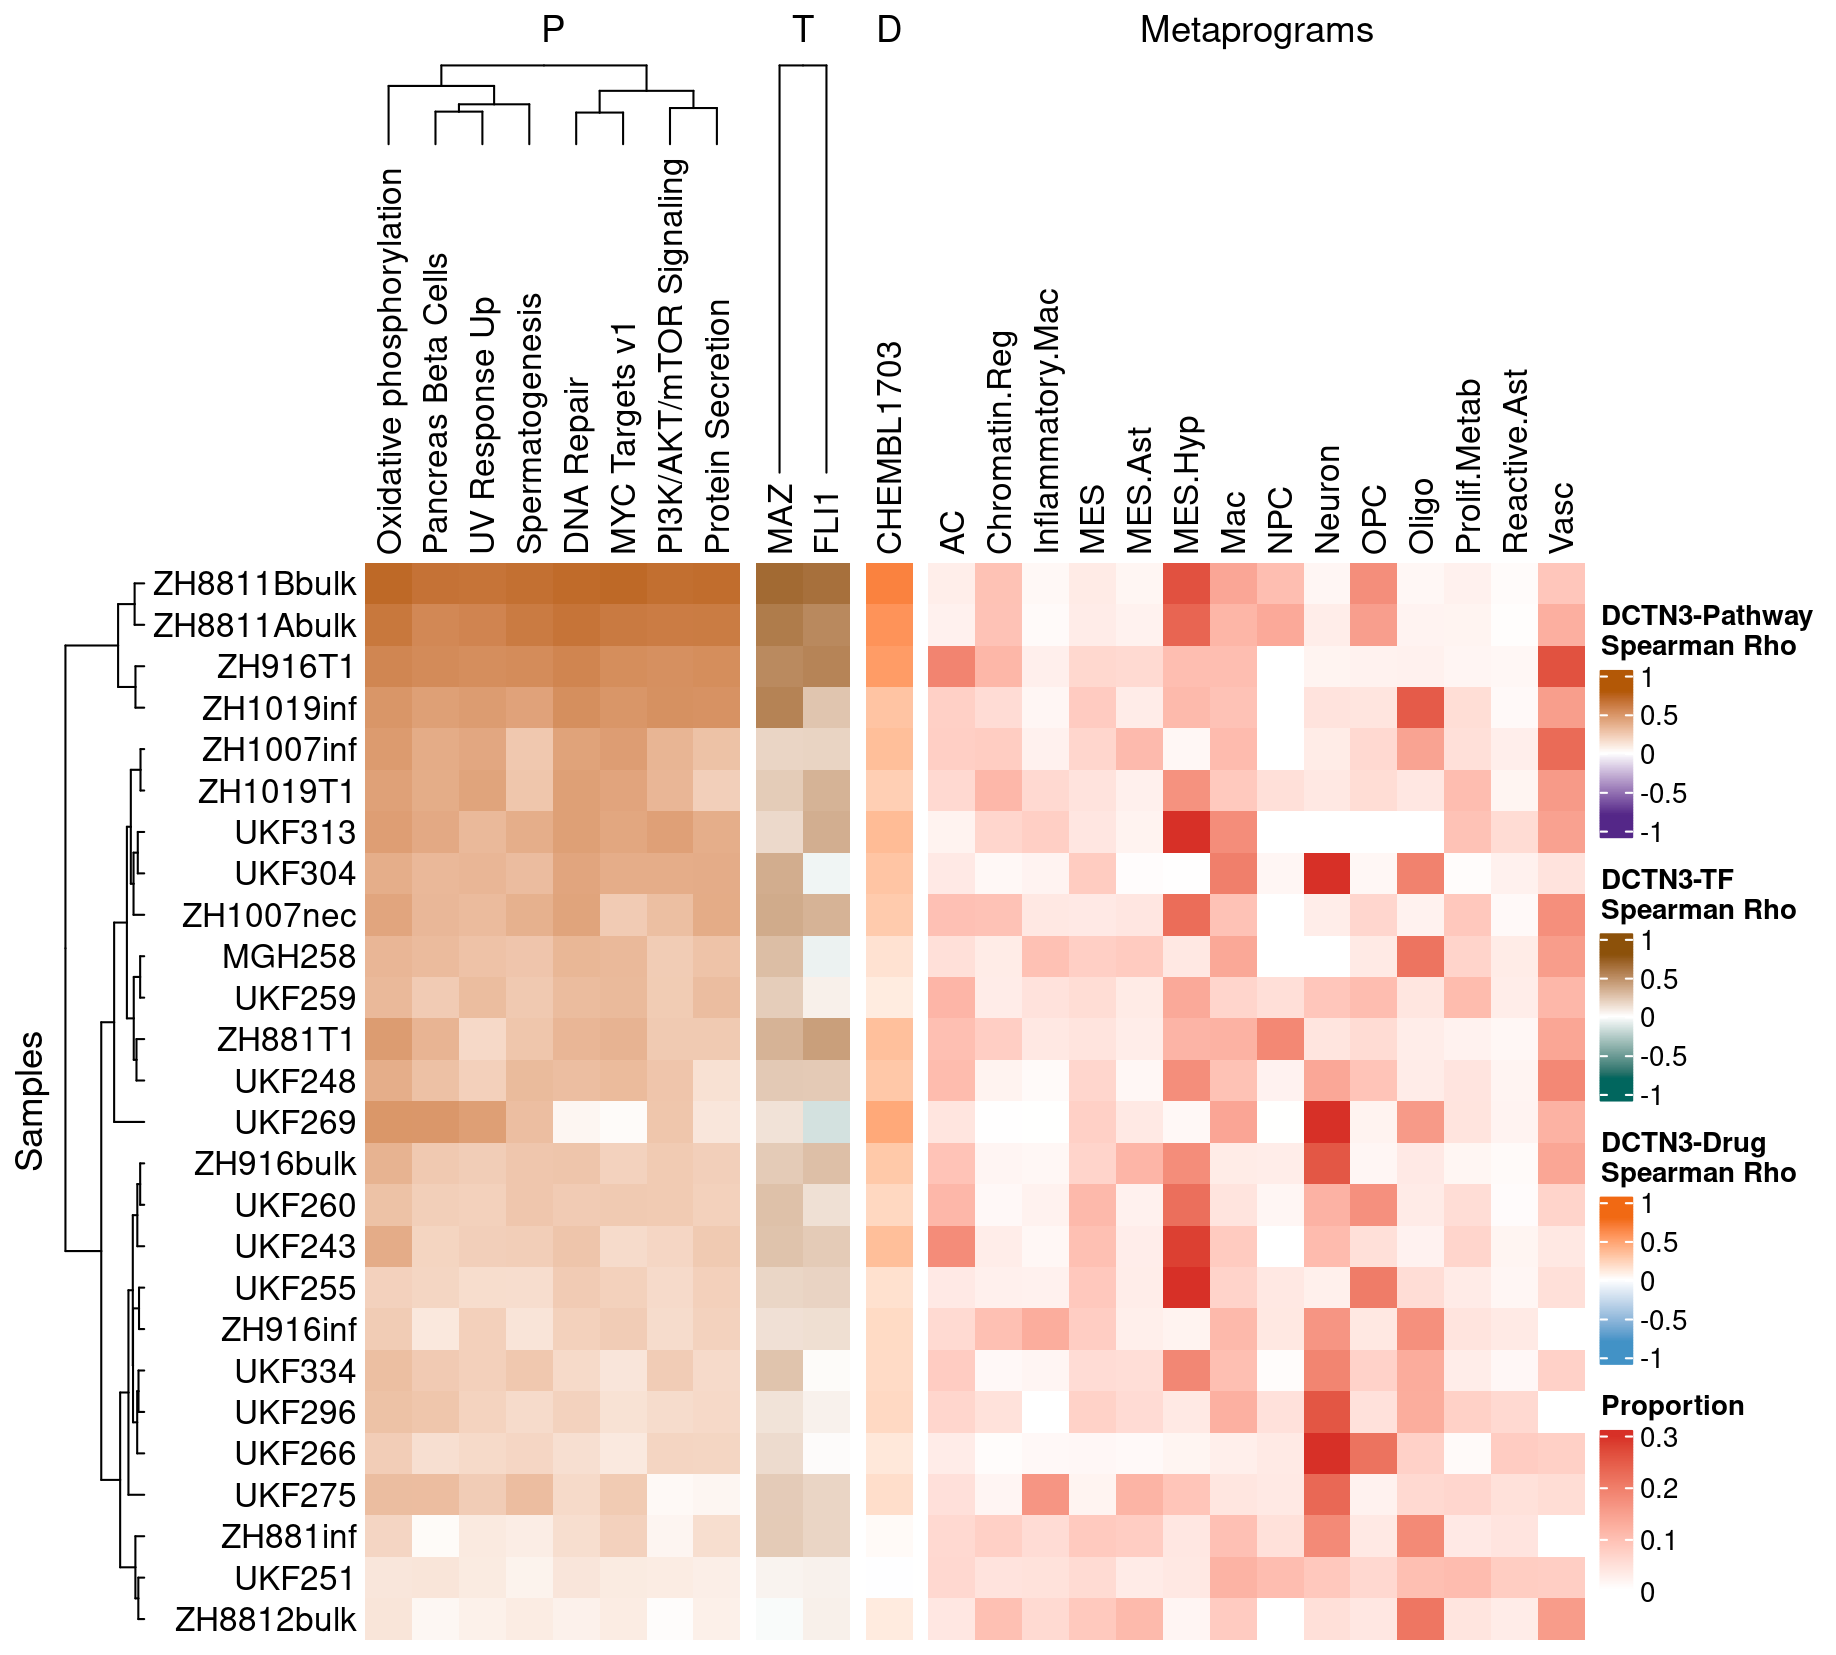 P
T
D
Metaprograms
Oxidative phosphorylation
Pancreas Beta Cells
UV Response Up
Spermatogenesis
DNA Repair
MYC Targets v1
PI3K/AKT/mTOR Signaling
Protein Secretion
MAZ
FLI1
CHEMBL1703
AC
Chromatin.Reg
Inflammatory.Mac
MES
MES.Ast
MES.Hyp
Mac
NPC
Neuron
OPC
Oligo
Prolif.Metab
Reactive.Ast
Vasc
Samples
ZH8811Bbulk
ZH8811Abulk
ZH916T1
ZH1019inf
ZH1007inf
ZH1019T1
UKF313
UKF304
ZH1007nec
MGH258
UKF259
ZH881T1
UKF248
UKF269
ZH916bulk
UKF260
UKF243
UKF255
ZH916inf
UKF334
UKF296
UKF266
UKF275
ZH881inf
UKF251
ZH8812bulk
DCTN3-Pathway
Spearman Rho
1
0.5
0
-0.5
-1
DCTN3-TF
Spearman Rho
1
0.5
0
-0.5
-1
DCTN3-Drug
Spearman Rho
1
0.5
0
-0.5
-1
Proportion
0.3
0.2
0.1
0